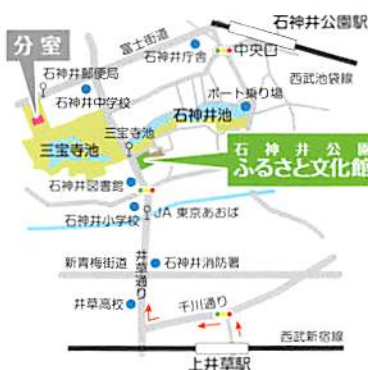 石神井公園駅
富士街道
分室
石神井庁舎
中央口
石神井郵便局
西武池袋線
石神井中学校
ボート乗り場
石神井池
三宝寺池
三宝寺池
石神井公園
ふるさと文化館
石神井図書館
石神井小学校
JA 東京あおば
井草通り
新青梅街道
石神井消防署
井草高校
千川通り
西武新宿線
上井草駅